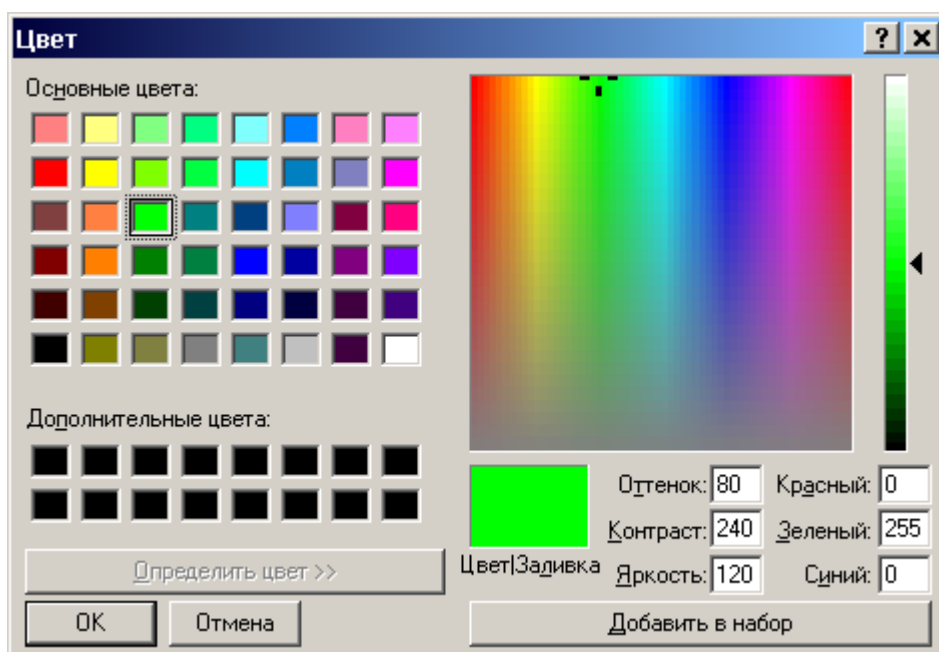 Цвет
Основные цвета:
Дополнительные цвета:
Определить цвет >>
OK
Отмена
Цвет|Заливка
Оттенок: 80
Красный: 0
Контраст: 240
Зеленый: 255
Яркость: 120
Синий: 0
Добавить в набор